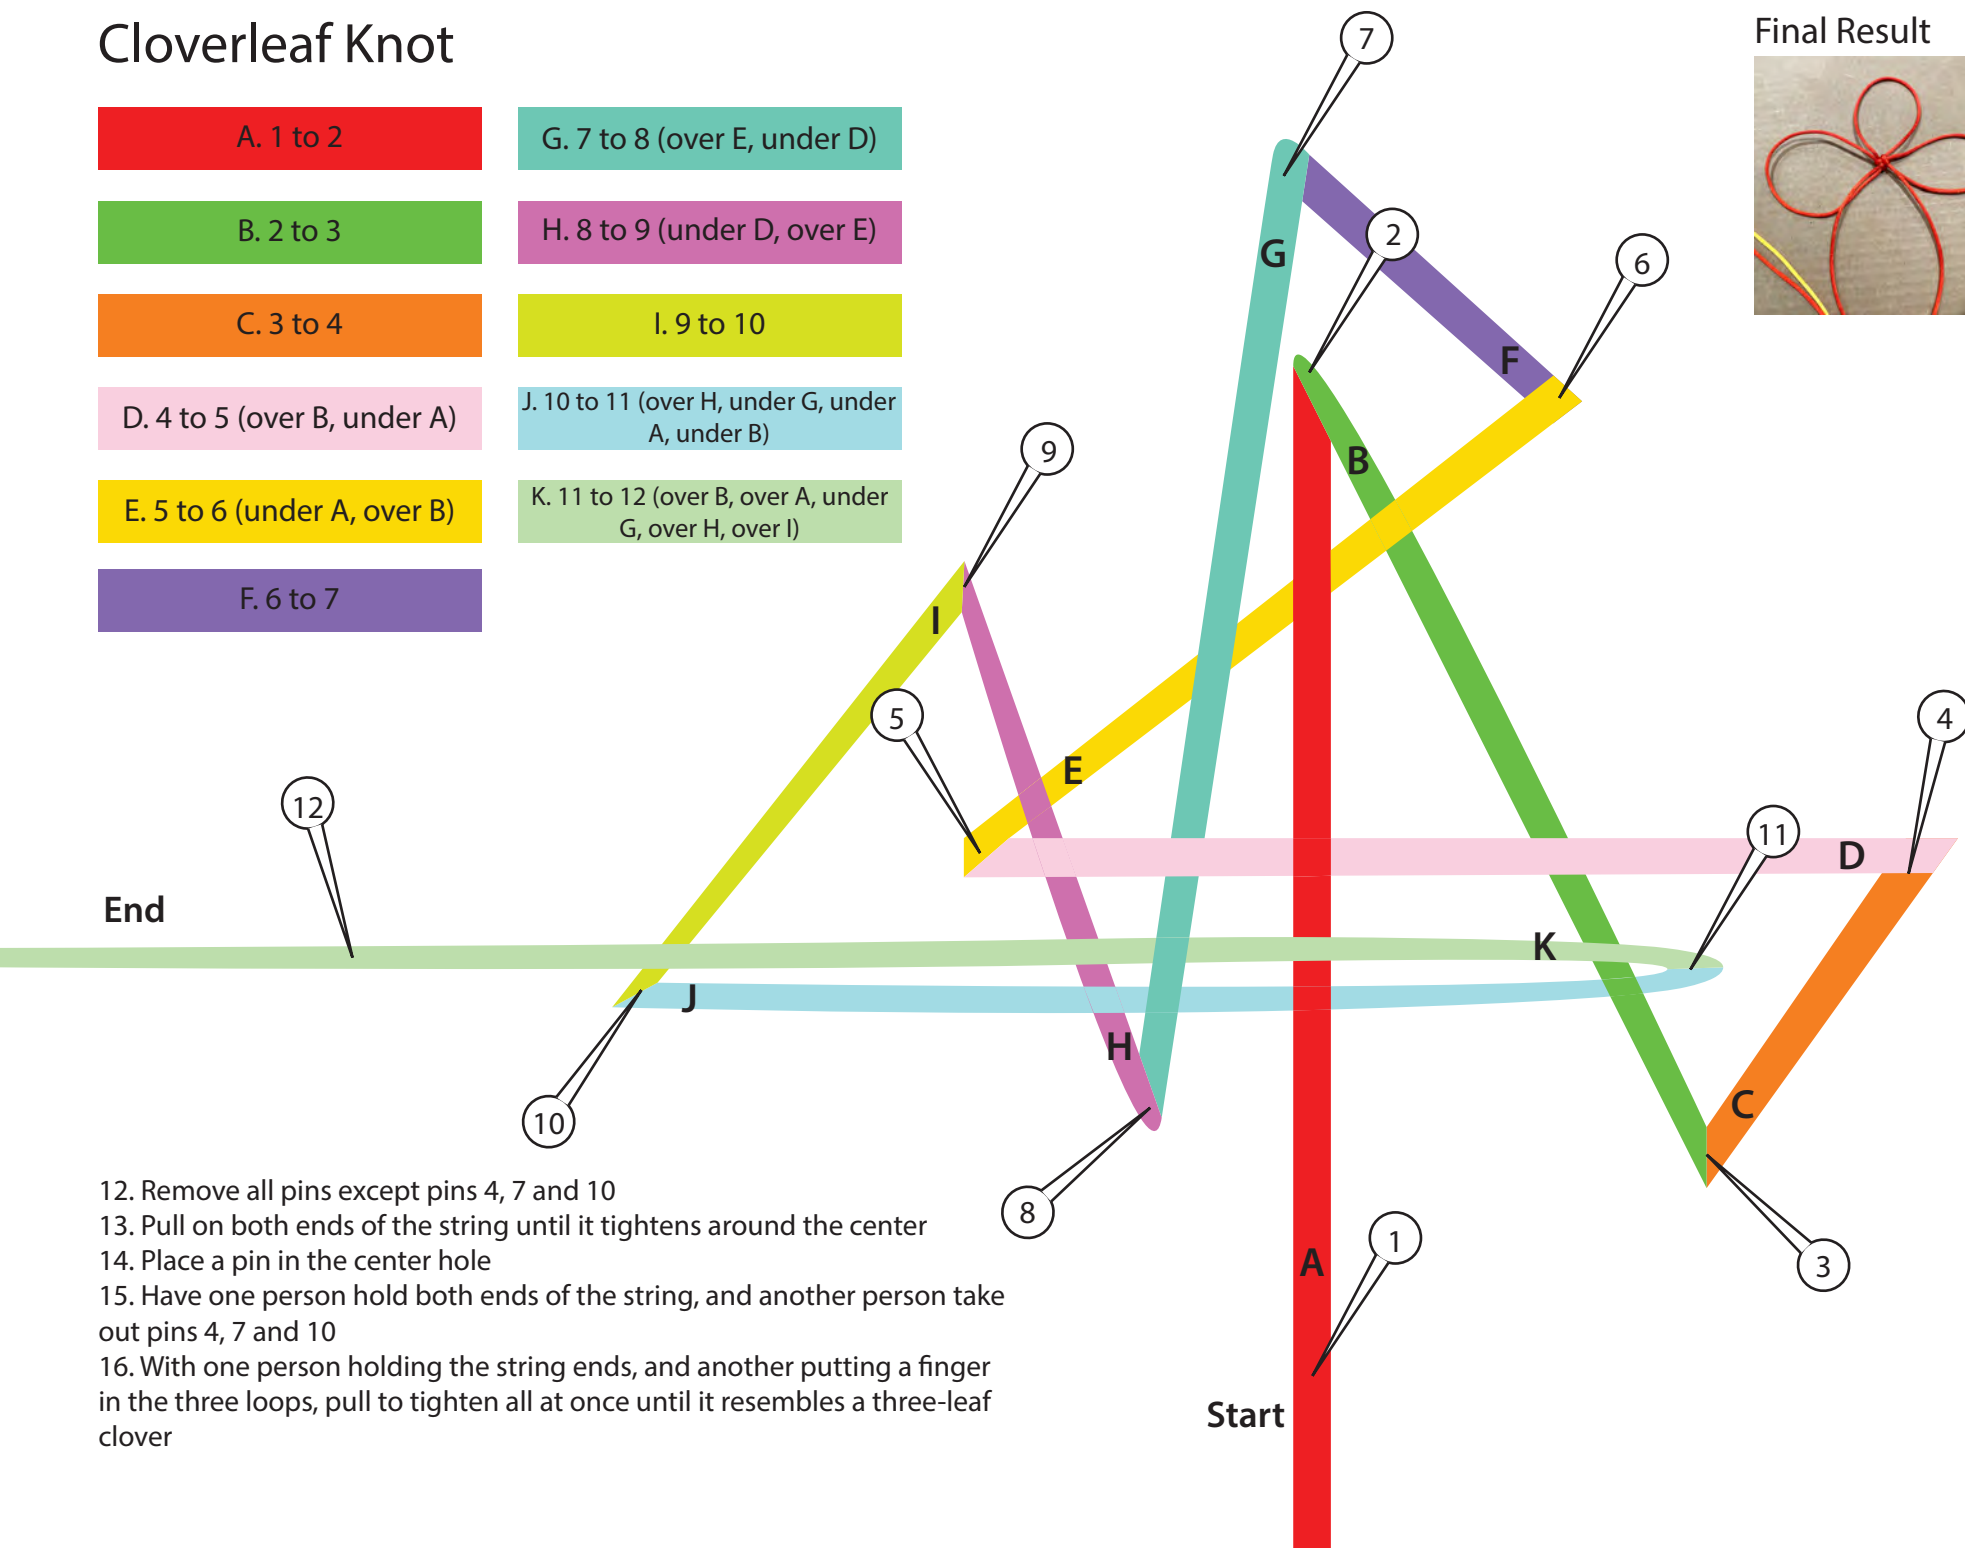 Cloverleaf Knot
Final Result
A. 1 to 2
B. 2 to 3
C. 3 to 4
D. 4 to 5 (over B, under A)
E. 5 to 6 (under A, over B)
F. 6 to 7
G. 7 to 8 (over E, under D)
H. 8 to 9 (under D, over E)
I. 9 to 10
J. 10 to 11 (over H, under G, under
A, under B)
K. 11 to 12 (over B, over A, under
G, over H, over I)
7
2
6
G
F
9
B
I
5
4
E
12
11
D
End
K
J
H
10
C
8
1
3
A
Start
12. Remove all pins except pins 4, 7 and 10
13. Pull on both ends of the string until it tightens around the center
14. Place a pin in the center hole
15. Have one person hold both ends of the string, and another person take
out pins 4, 7 and 10
16. With one person holding the string ends, and another putting a finger
in the three loops, pull to tighten all at once until it resembles a three-leaf
clover